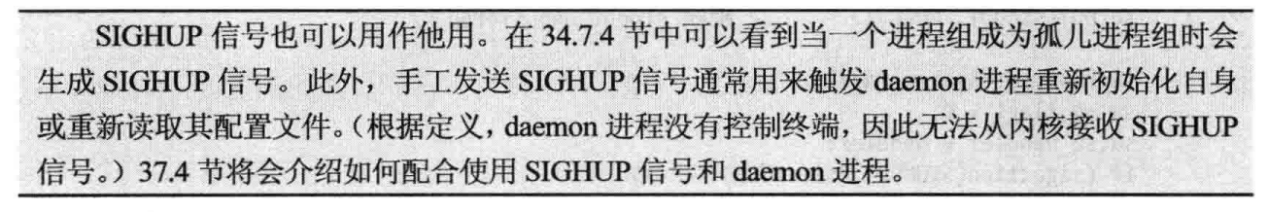 SIGHUP 信号也可以用作他用。在 34.7.4 节中可以看到当一个进程组成为孤儿进程组时会
生成 SIGHUP 信号。此外，手工发送 SIGHUP 信号通常用来触发 daemon 进程重新初始化自身
或重新读取其配置文件。（根据定义，daemon 进程没有控制终端，因此无法从内核接收 SIGHUP
信号。）37.4 节将会介绍如何配合使用 SIGHUP 信号和 daemon 进程。